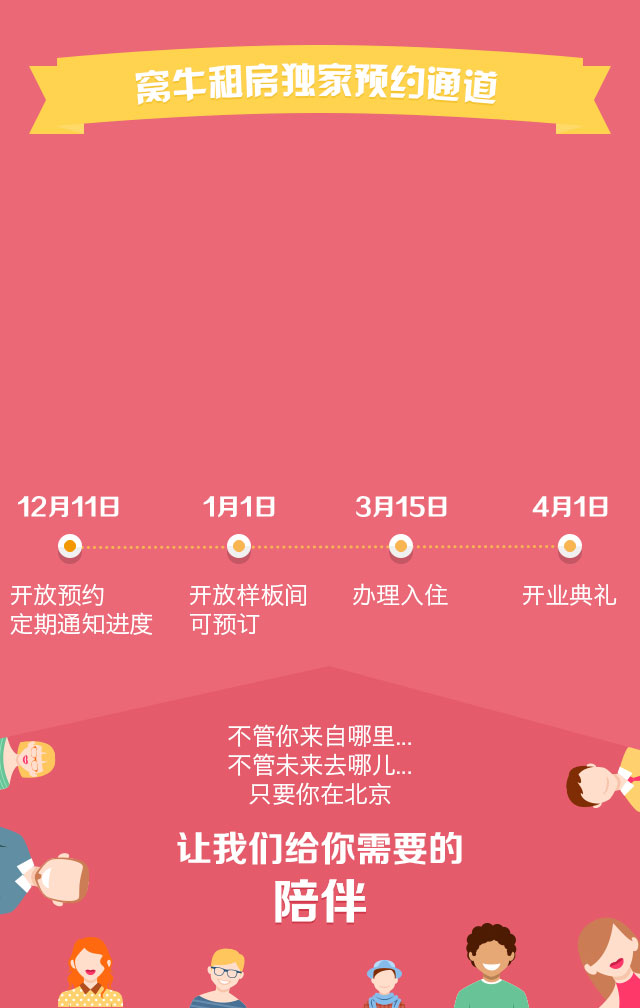 窝牛租房独家预约通道
12月11日
1月1日
3月15日
4月1日
开放预约
定期通知进度
开放样板间
可预订
办理入住
开业典礼
不管你来自哪里...
不管未来去哪儿...
只要你在北京
让我们给你需要的
陪伴